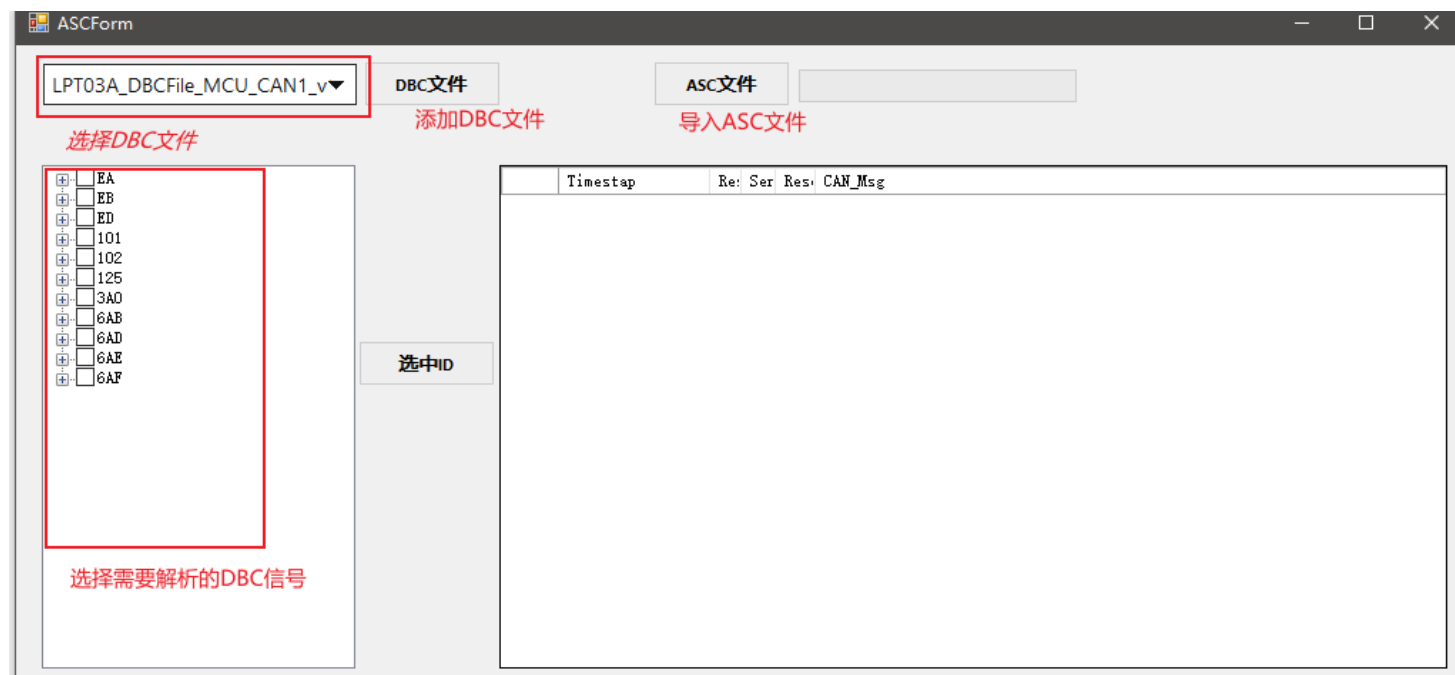 ASCForm
LPT03A_DBCFile_MCU_CAN1_v
DBC文件
ASC文件
选择DBC文件
添加DBC文件
导入ASC文件
EA
EB
ED
101
102
125
3A0
6AB
6AD
6AE
6AF
选中ID
Timestap Re: Ser Res CAN_Msg
选择需要解析的DBC信号